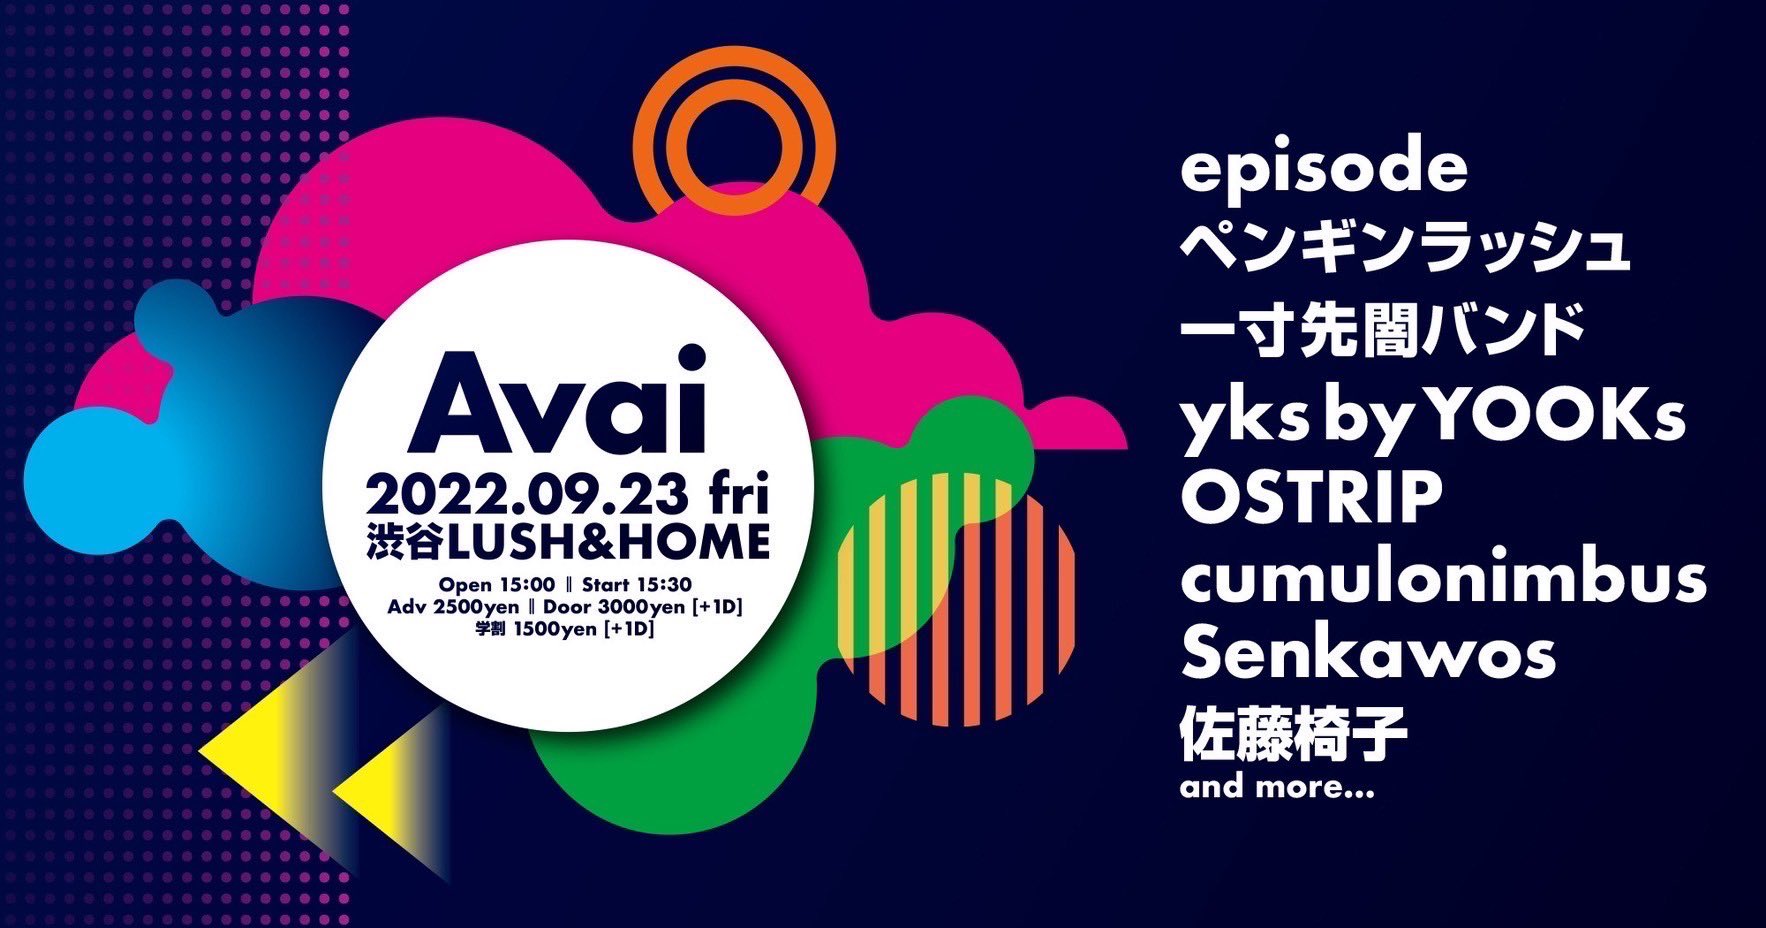 Avai
2022.09.23 fri
渋谷LUSH&HOME
Open 15:00 || Start 15:30
Adv 2500yen || Door 3000yen [+1D]
学割 1500yen [+1D]
episode
ペンギンラッシュ
一寸先闇バンド
yks by YOOKs
OSTRIP
cumulonimbus
Senkawos
佐藤椅子
and more...